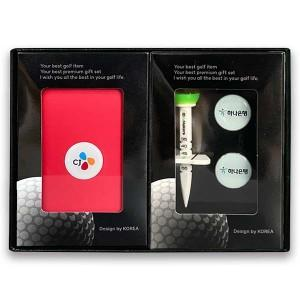 Your best golf item
Your best premium gift set
I wish you all the best in your golf life.
CJ
Design by KOREA
Your best golf item
Your best premium gift set
I wish you all the best in your golf life.
하나은행
하나은행
Design by KOREA